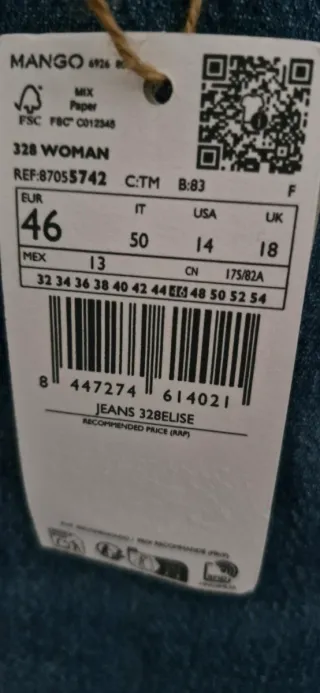 MANGO 6926
MIX
Paper
FSC FSC™ C012345
328 WOMAN
REF:87055742 C:TM B:83 F
EUR IT USA UK
46 50 14 18
MEX 13 CN 175/82A
32 34 36 38 40 42 44 46 48 50 52 54
8 447274 614021
JEANS 328ELISE
RECOMMENDED PRICE (RRP)